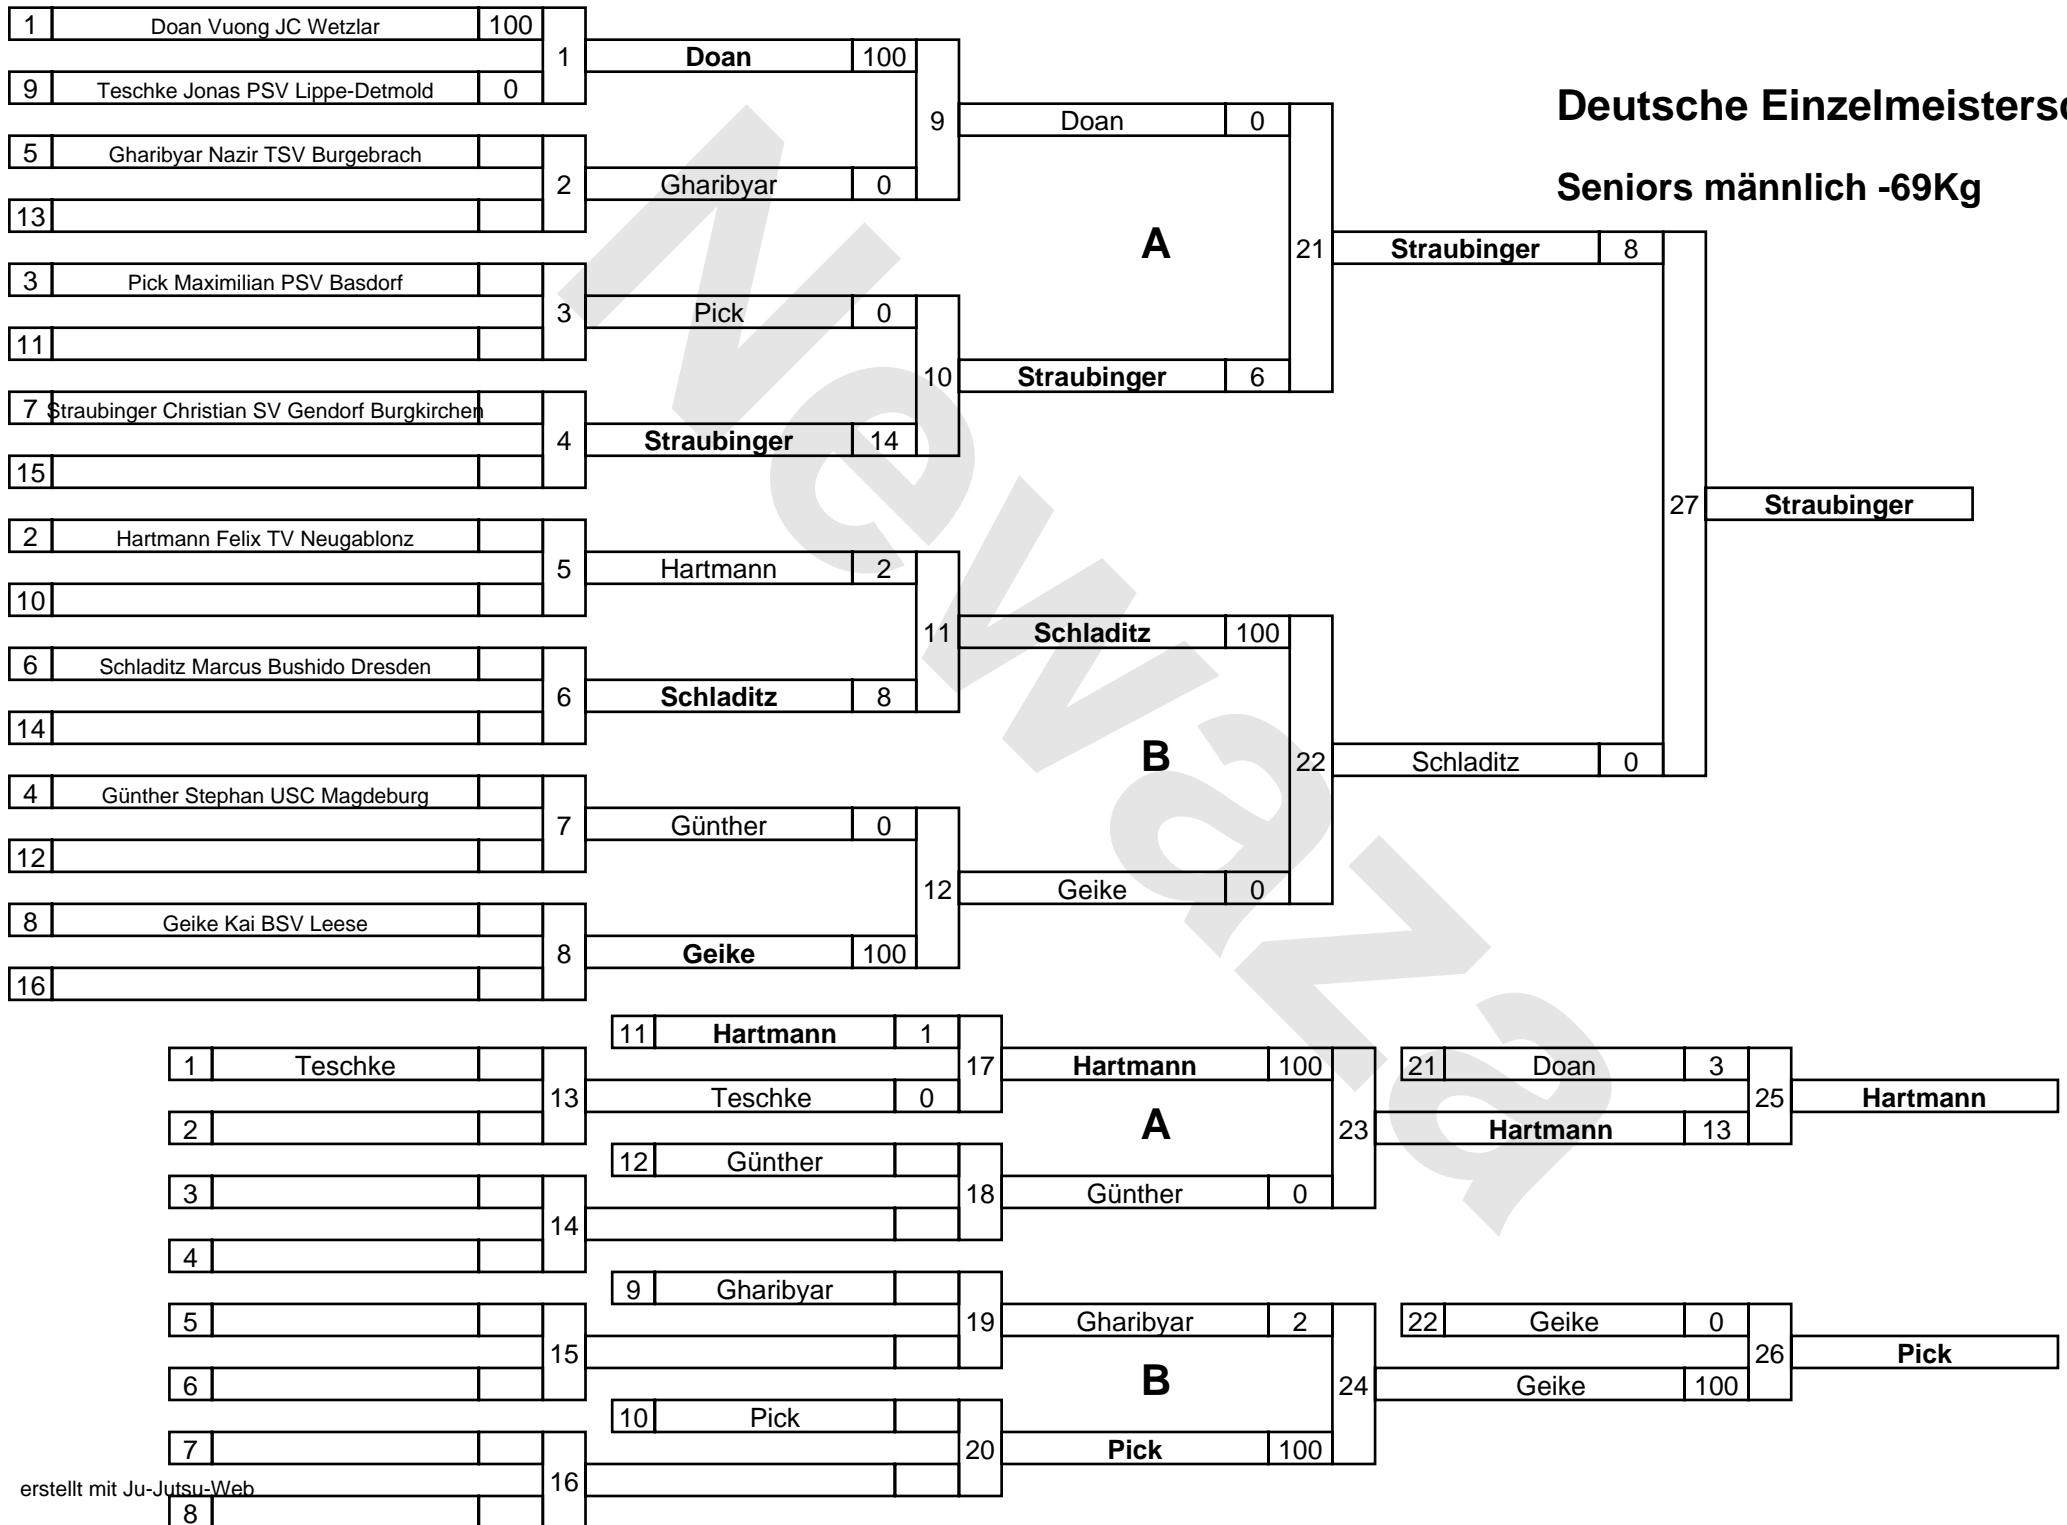 Deutsche Einzelmeistersc
Seniors männlich -69Kg
1 Doan Vuong JC Wetzlar 100
9 Teschke Jonas PSV Lippe-Detmold 0
5 Gharibyar Nazir TSV Burgebrach
13
3 Pick Maximilian PSV Basdorf
11
7 Straubinger Christian SV Gendorf Burgkirchen
15
2 Hartmann Felix TV Neugablonz
10
6 Schladitz Marcus Bushido Dresden
14
4 Günther Stephan USC Magdeburg
12
8 Geike Kai BSV Leese
16
1 Doan 100
2 Gharibyar 0
3 Pick 0
4 Straubinger 14
5 Hartmann 2
6 Schladitz 8
7 Günther 0
8 Geike 100
9 Doan 0
A
10 Straubinger 6
11 Schladitz 100
B
12 Geike 0
21 Straubinger 8
22 Schladitz 0
27 Straubinger
Newaza
1 Teschke
2
3
4
5
6
7
8
11 Hartmann 1
13 Teschke 0
12 Günther
14
9 Gharibyar
15
10 Pick
16
17 Hartmann 100
A
18 Günther 0
19 Gharibyar 2
B
20 Pick 100
21 Doan 3
23 Hartmann 13
22 Geike 0
24 Geike 100
25 Hartmann
26 Pick
erstellt mit Ju-Jutsu-Web